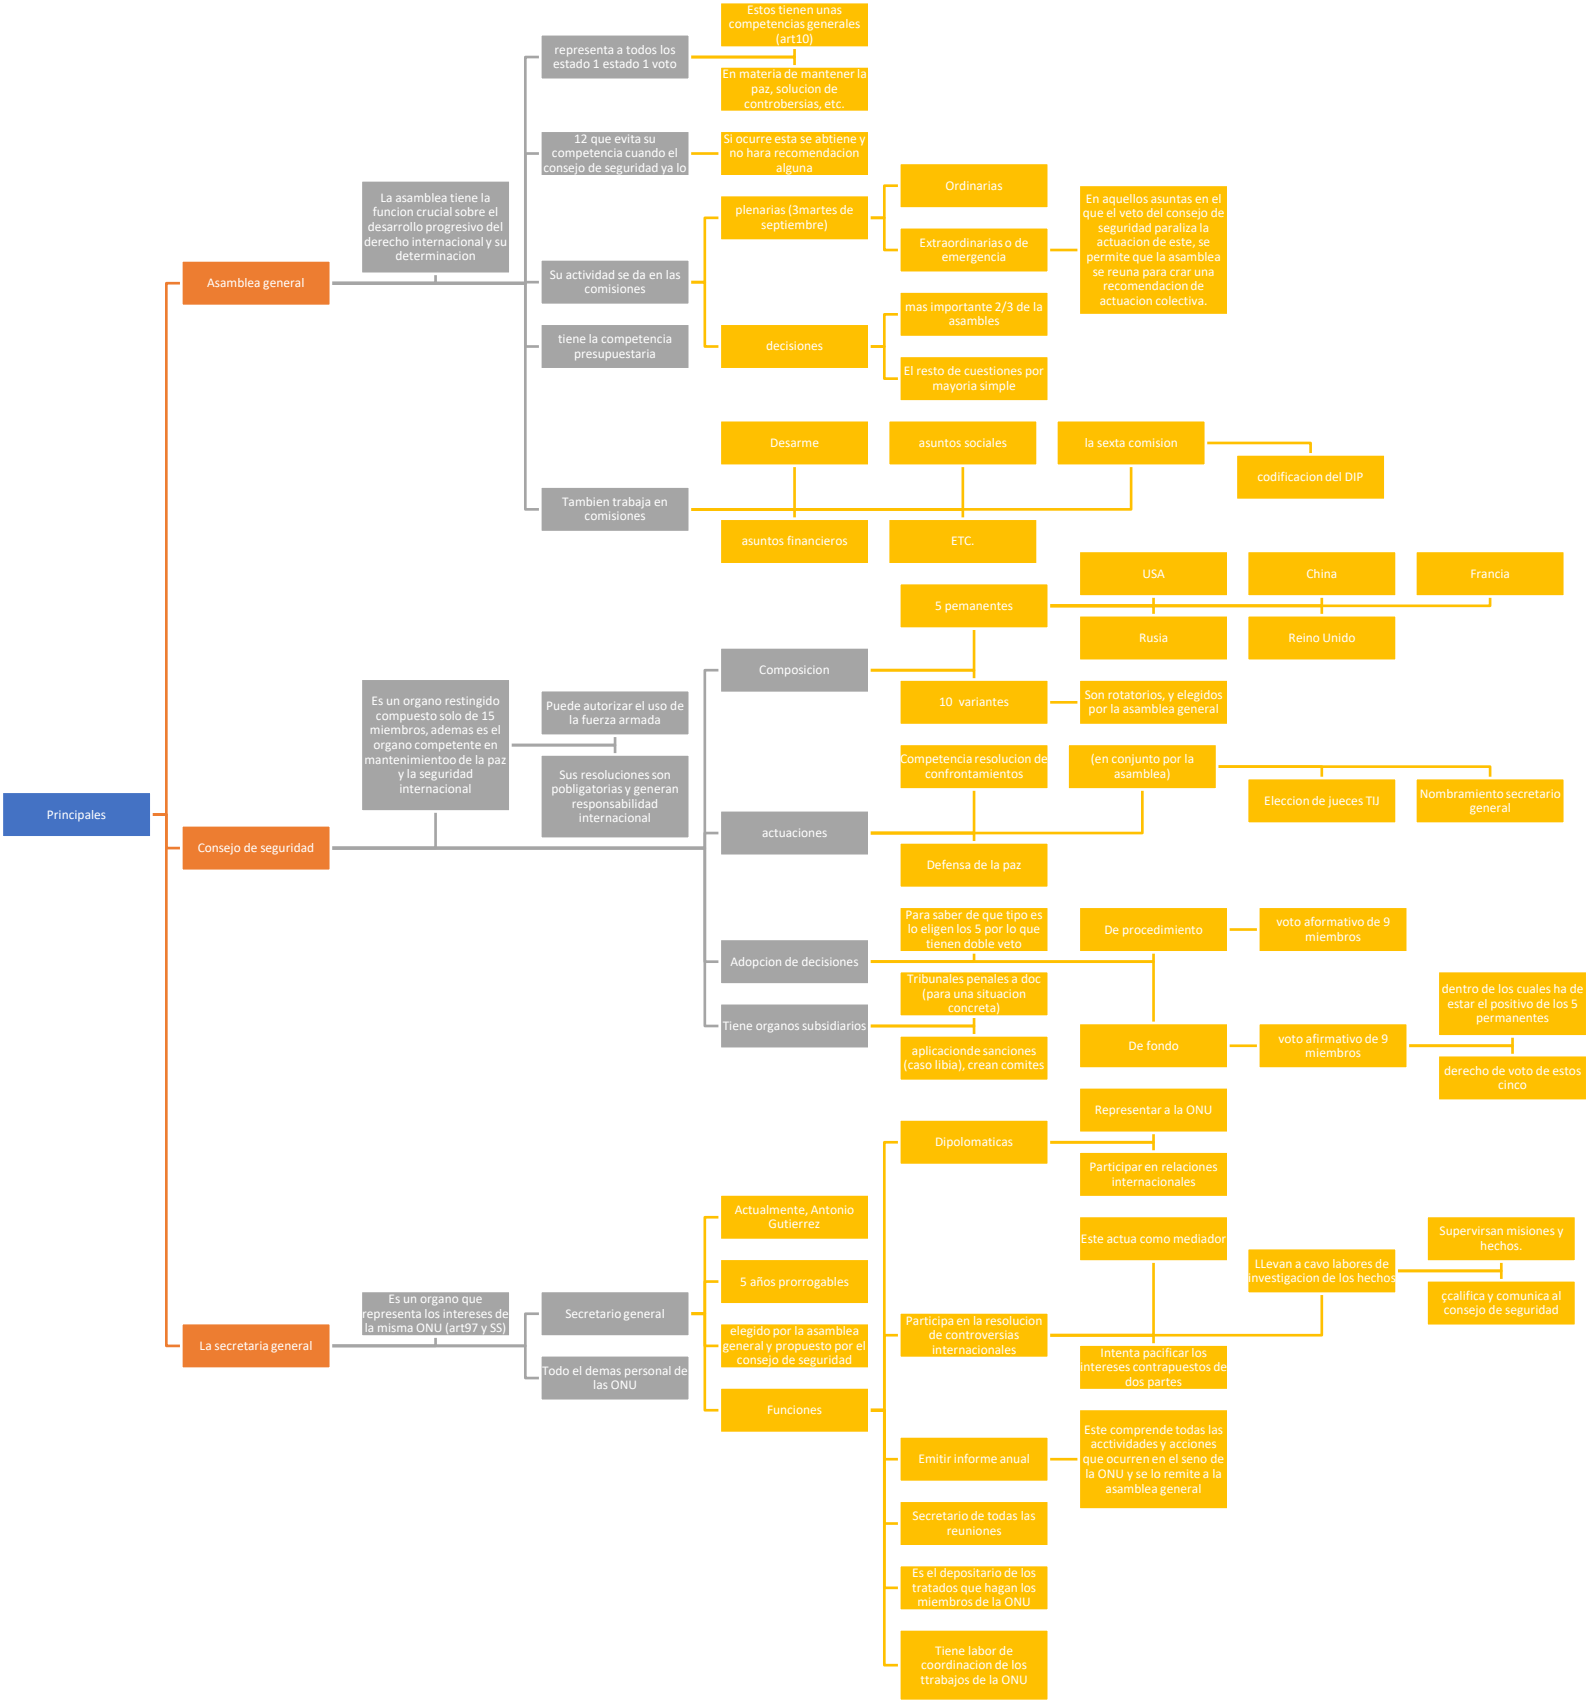 Principales
Asamblea general
La asamblea tiene la
funcion crucial sobre el
desarrollo progresivo del
derecho internacional y su
determinacion
representa a todos los
estado 1 estado 1 voto
Estos tienen unas
competencias generales
(art10)
En materia de mantener la
paz, solucion de
controbersias, etc.
12 que evita su
competencia cuando el
consejo de seguridad ya lo
Si ocurre esta se abtiene y
no hara recomendacion
alguna
Su actividad se da en las
comisiones
plenarias (3martes de
septiembre)
Ordinarias
Extraordinarias o de
emergencia
En aquellos asuntas en el
que el veto del consejo de
seguridad paraliza la
actuacion de este, se
permite que la asamblea
se reuna para crar una
recomendacion de
actuacion colectiva.
decisiones
mas importante 2/3 de la
asambles
El resto de cuestiones por
mayoria simple
tiene la competencia
presupuestaria
Tambien trabaja en
comisiones
Desarme
asuntos financieros
asuntos sociales
ETC.
la sexta comision
codificacion del DIP
Consejo de seguridad
Es un organo restingido
compuesto solo de 15
miembros, ademas es el
organo competente en
mantenimientoo de la paz
y la seguridad
internacional
Puede autorizar el uso de
la fuerza armada
Sus resoluciones son
pobligatorias y generan
responsabilidad
internacional
Composicion
5 pemanentes
USA
Rusia
China
Reino Unido
Francia
10 variantes
Son rotatorios, y elegidos
por la asamblea general
actuaciones
Competencia resolucion de
confrontamientos
Defensa de la paz
(en conjunto por la
asamblea)
Eleccion de jueces TIJ
Nombramiento secretario
general
Adopcion de decisiones
Para saber de que tipo es
lo eligen los 5 por lo que
tienen doble veto
De procedimiento
voto aformativo de 9
miembros
De fondo
voto afirmativo de 9
miembros
dentro de los cuales ha de
estar el positivo de los 5
permanentes
derecho de voto de estos
cinco
Tiene organos subsidiarios
Tribunales penales a doc
(para una situacion
concreta)
aplicacionde sanciones
(caso libia), crean comites
La secretaria general
Es un organo que
representa los intereses de
la misma ONU (art97 y SS)
Secretario general
Actualmente, Antonio
Gutierrez
5 años prorrogables
elegido por la asamblea
general y propuesto por el
consejo de seguridad
Funciones
Dipolomaticas
Representar a la ONU
Participar en relaciones
internacionales
Participa en la resolucion
de controversias
internacionales
Este actua como mediador
Intenta pacificar los
intereses contrapuestos de
dos partes
LLevan a cavo labores de
investigacion de los hechos
Supervirsan misiones y
hechos.
çcalifica y comunica al
consejo de seguridad
Emitir informe anual
Este comprende todas las
acctividades y acciones
que ocurren en el seno de
la ONU y se lo remite a la
asamblea general
Secretario de todas las
reuniones
Es el depositario de los
tratados que hagan los
miembros de la ONU
Tiene labor de
coordinacion de los
ttrabajos de la ONU
Todo el demas personal de
las ONU